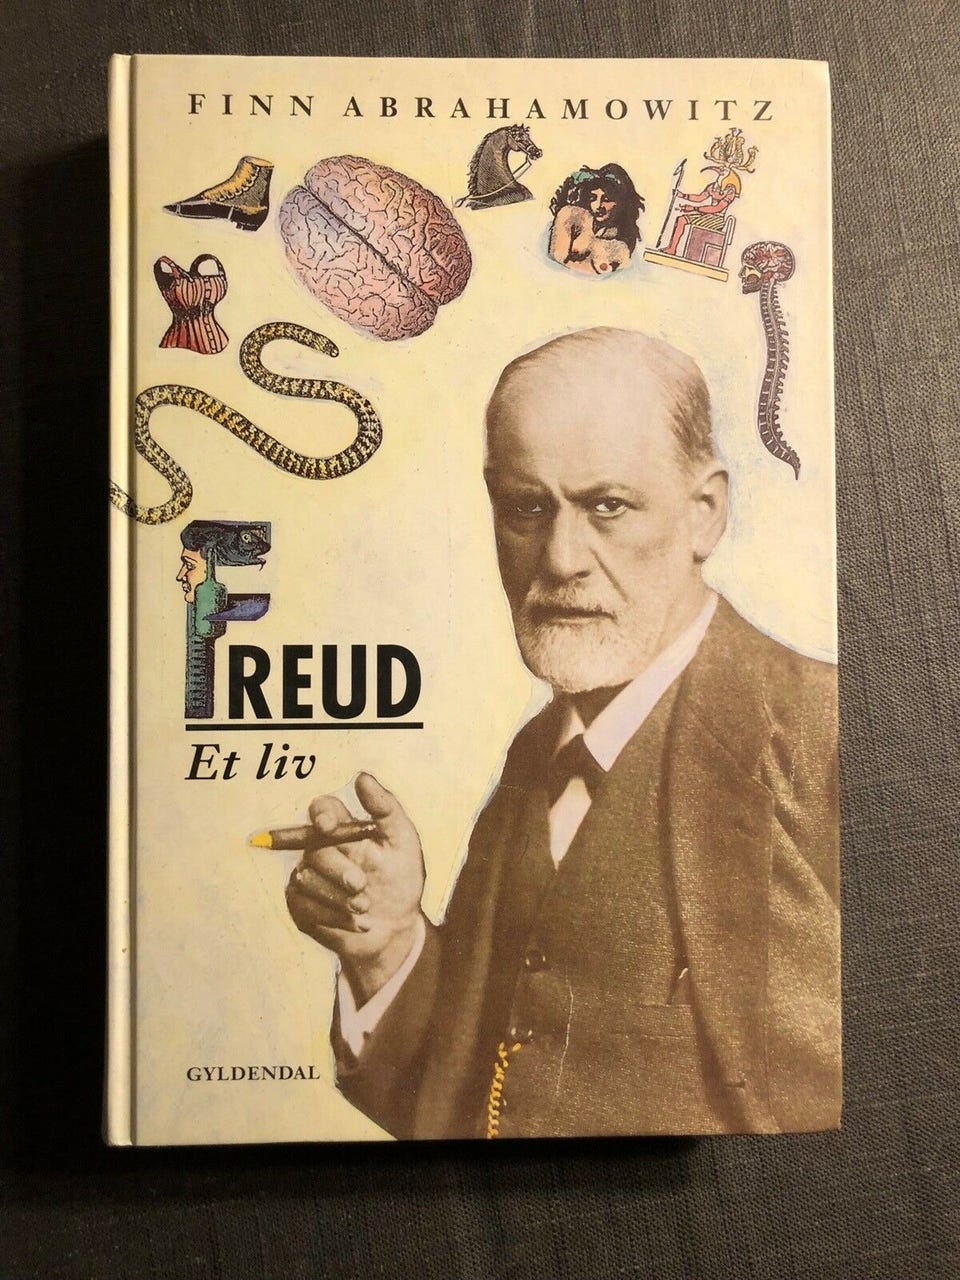 FINN ABRAHAMOWITZ
FREUD
Et liv
GYLDENDAL